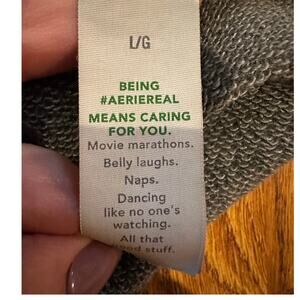 L/G
BEING
#AERIEREAL
MEANS CARING
FOR YOU.
Movie marathons.
Belly laughs.
Naps.
Dancing
like no one's
watching.
All that
good stuff.